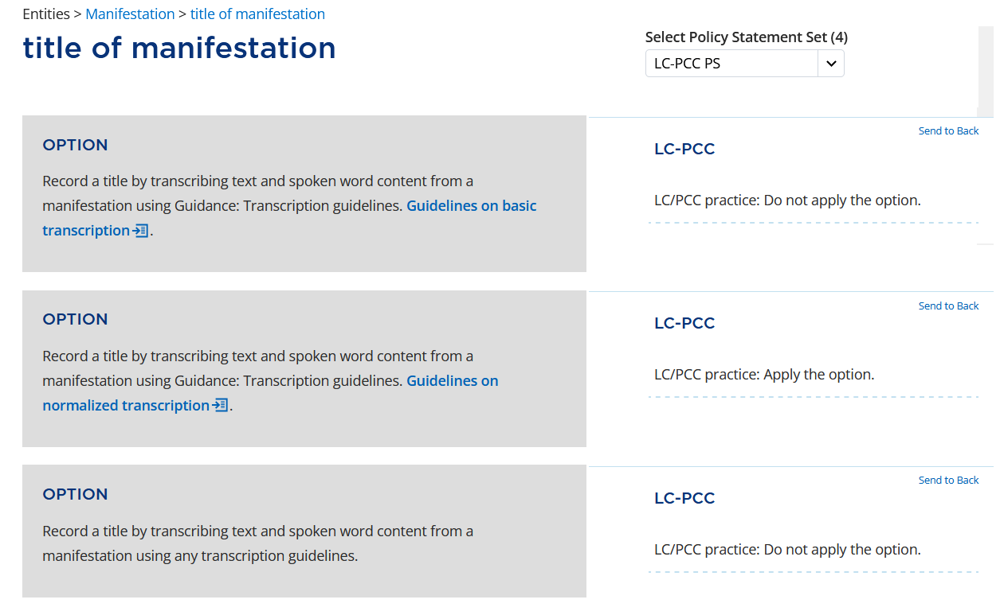 Entities > Manifestation > title of manifestation
title of manifestation
Select Policy Statement Set (4)
LC-PCC PS
OPTION
Record a title by transcribing text and spoken word content from a
manifestation using Guidance: Transcription guidelines. Guidelines on basic
transcription.
Send to Back
LC-PCC
LC/PCC practice: Do not apply the option.
OPTION
Record a title by transcribing text and spoken word content from a
manifestation using Guidance: Transcription guidelines. Guidelines on
normalized transcription.
Send to Back
LC-PCC
LC/PCC practice: Apply the option.
OPTION
Record a title by transcribing text and spoken word content from a
manifestation using any transcription guidelines.
Send to Back
LC-PCC
LC/PCC practice: Do not apply the option.